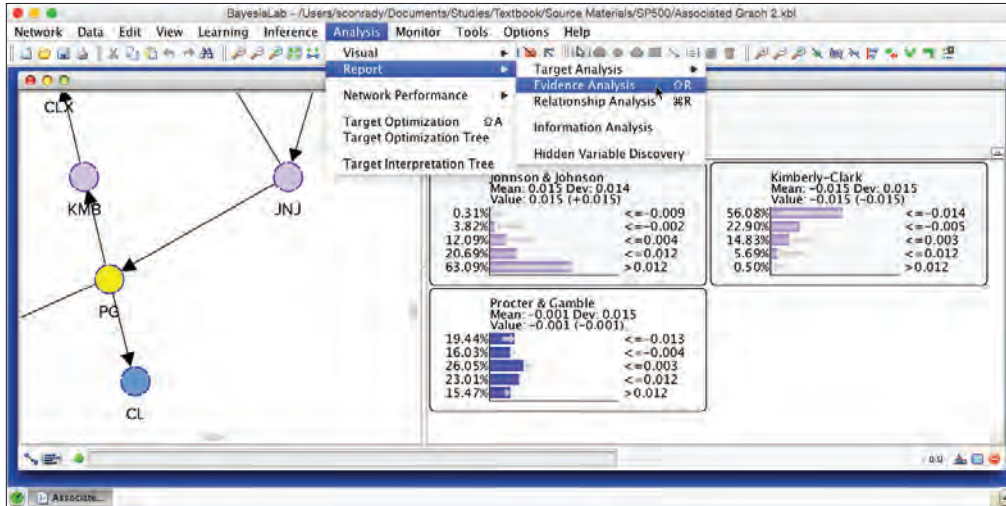 BayesiaLab - /Users/sconrady/Documents/Studies/Textbook/Source Materials/SP500/Associated Graph 2.xbl
Network Data Edit View Learning Inference Analysis Monitor Tools Options Help
Visual
Report
Network Performance
Target Optimization ⇧A
Target Optimization Tree
Target Interpretation Tree
Target Analysis
Evidence Analysis ⇧R
Relationship Analysis ⌘R
Information Analysis
Hidden Variable Discovery
CLX
KMB
JNJ
PG
CL
Johnson & Johnson
Mean: 0.015 Dev: 0.014
Value: 0.015 (+0.015)
0.31% <=-0.009
3.82% <=-0.002
12.09% <=0.004
20.69% <=0.012
63.09% >0.012
Kimberly-Clark
Mean: -0.015 Dev: 0.015
Value: -0.015 (-0.015)
56.08% <=-0.014
22.90% <=-0.005
14.83% <=0.003
5.69% <=0.012
0.50% >0.012
Procter & Gamble
Mean: -0.001 Dev: 0.015
Value: -0.001 (-0.001)
19.44% <=-0.013
16.03% <=-0.004
26.05% <=0.003
23.01% <=0.012
15.47% >0.012
Associate...